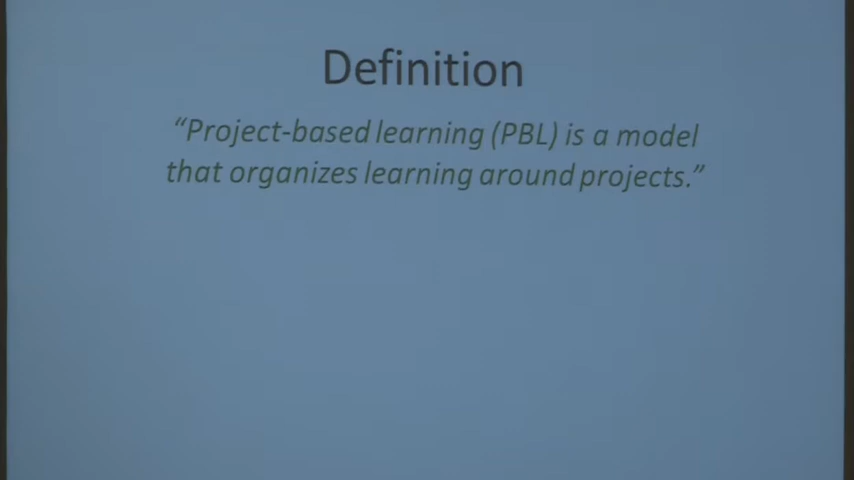 Definition
“Project-based learning (PBL) is a model
that organizes learning around projects.”